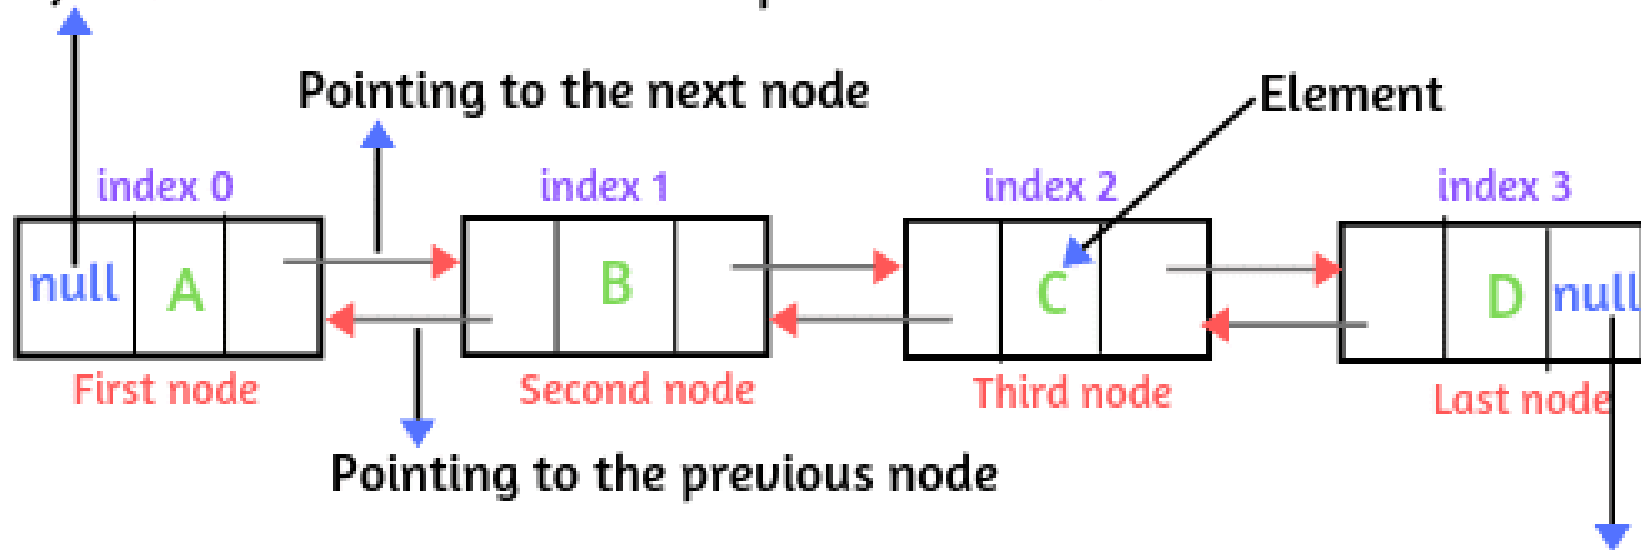 Pointing to the next node
Element
index 0
index 1
index 2
index 3
null
A
B
C
D
null
First node
Second node
Third node
Last node
Pointing to the previous node